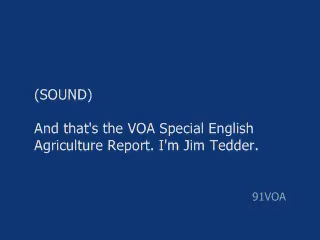 (SOUND)
And that's the VOA Special English
Agriculture Report. I'm Jim Tedder.
91VOA